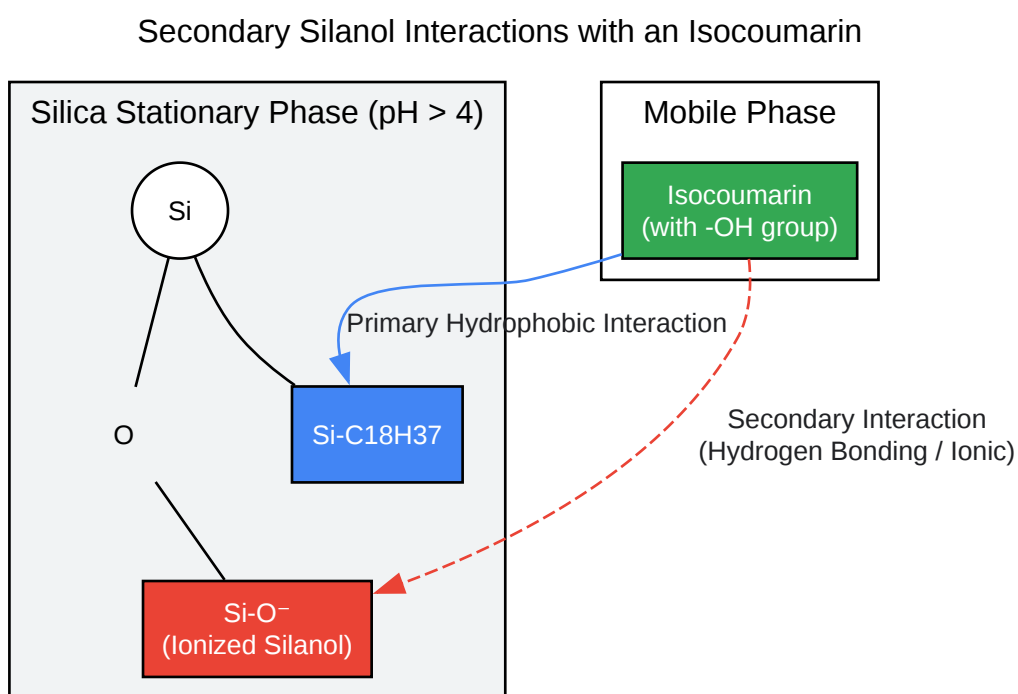 Secondary Silanol Interactions with an Isocoumarin
Silica Stationary Phase (pH > 4)
Mobile Phase
Si
Isocoumarin
(with -OH group)
Primary Hydrophobic Interaction
O
Si-C18H37
Secondary Interaction
(Hydrogen Bonding / Ionic)
Si-O⁻
(Ionized Silanol)